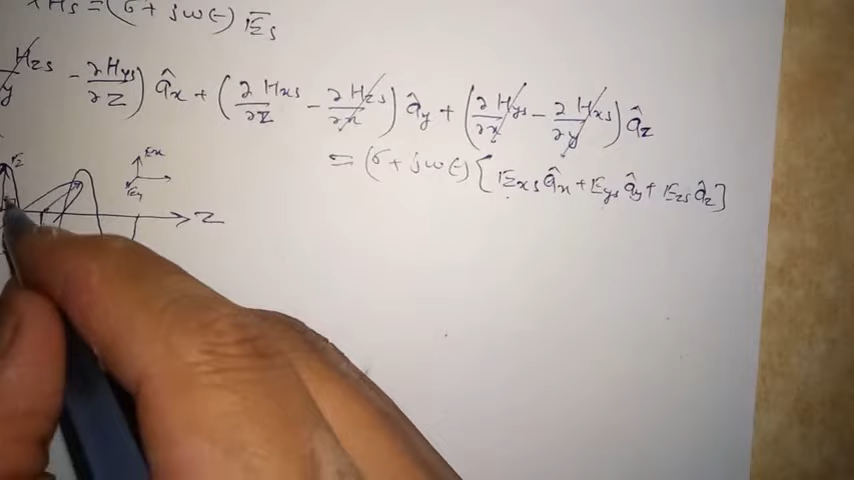 ∇Hs = (σ + jωϵ) E̅s
Hzs/y − ∂Hys/∂Z) âx + (∂Hxs/∂Z − ∂Hzs/∂x) ây + (∂Hys/∂x − ∂Hxs/∂y) âz
= (σ + jωϵ) [Exs âx + Eys ây + Ezs âz]
Ex
Ey
Z